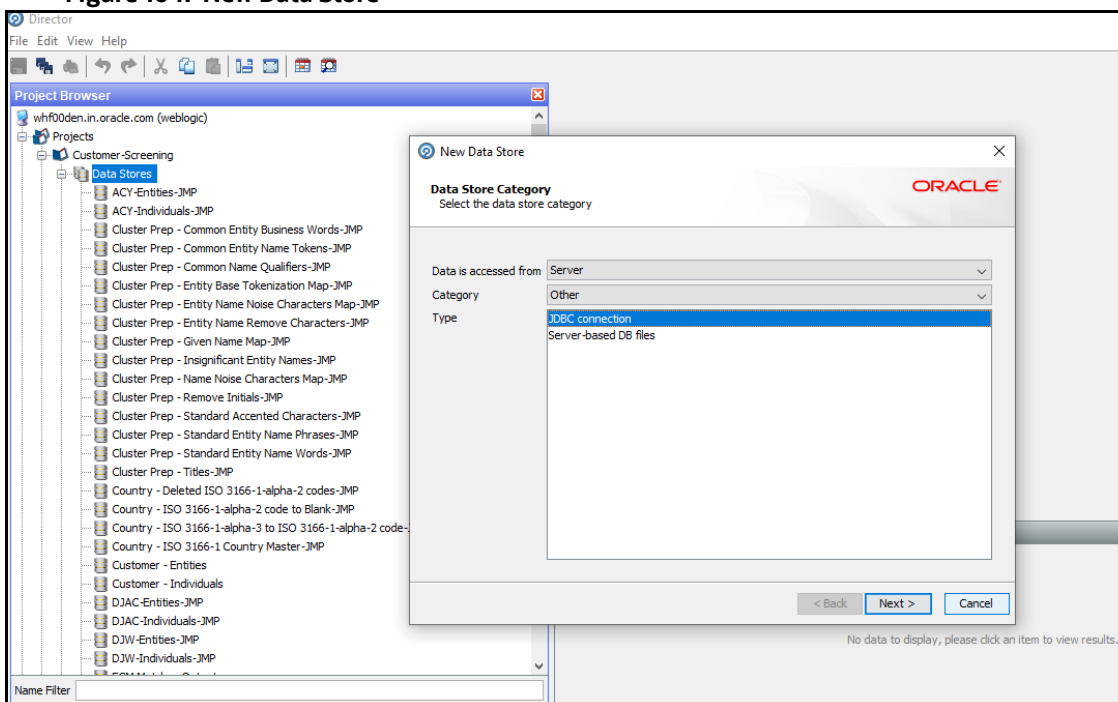 Director
File Edit View Help
Project Browser
whf00den.in.oracle.com (weblogic)
Projects
Customer-Screening
Data Stores
ACY-Entities-JMP
ACY-Individuals-JMP
Cluster Prep - Common Entity Business Words-JMP
Cluster Prep - Common Entity Name Tokens-JMP
Cluster Prep - Common Name Qualifiers-JMP
Cluster Prep - Entity Base Tokenization Map-JMP
Cluster Prep - Entity Name Noise Characters Map-JMP
Cluster Prep - Entity Name Remove Characters-JMP
Cluster Prep - Given Name Map-JMP
Cluster Prep - Insignificant Entity Names-JMP
Cluster Prep - Name Noise Characters Map-JMP
Cluster Prep - Remove Initials-JMP
Cluster Prep - Standard Accented Characters-JMP
Cluster Prep - Standard Entity Name Phrases-JMP
Cluster Prep - Standard Entity Name Words-JMP
Cluster Prep - Titles-JMP
Country - Deleted ISO 3166-1-alpha-2 codes-JMP
Country - ISO 3166-1-alpha-2 code to Blank-JMP
Country - ISO 3166-1-alpha-3 to ISO 3166-1-alpha-2 code-
Country - ISO 3166-1 Country Master-JMP
Customer - Entities
Customer - Individuals
DJAC-Entities-JMP
DJAC-Individuals-JMP
DJW-Entities-JMP
DJW-Individuals-JMP
Name Filter
New Data Store
Data Store Category
Select the data store category
ORACLE
Data is accessed from Server
Category Other
Type JDBC connection
Server-based DB files
< Back Next > Cancel
No data to display, please click an item to view results.